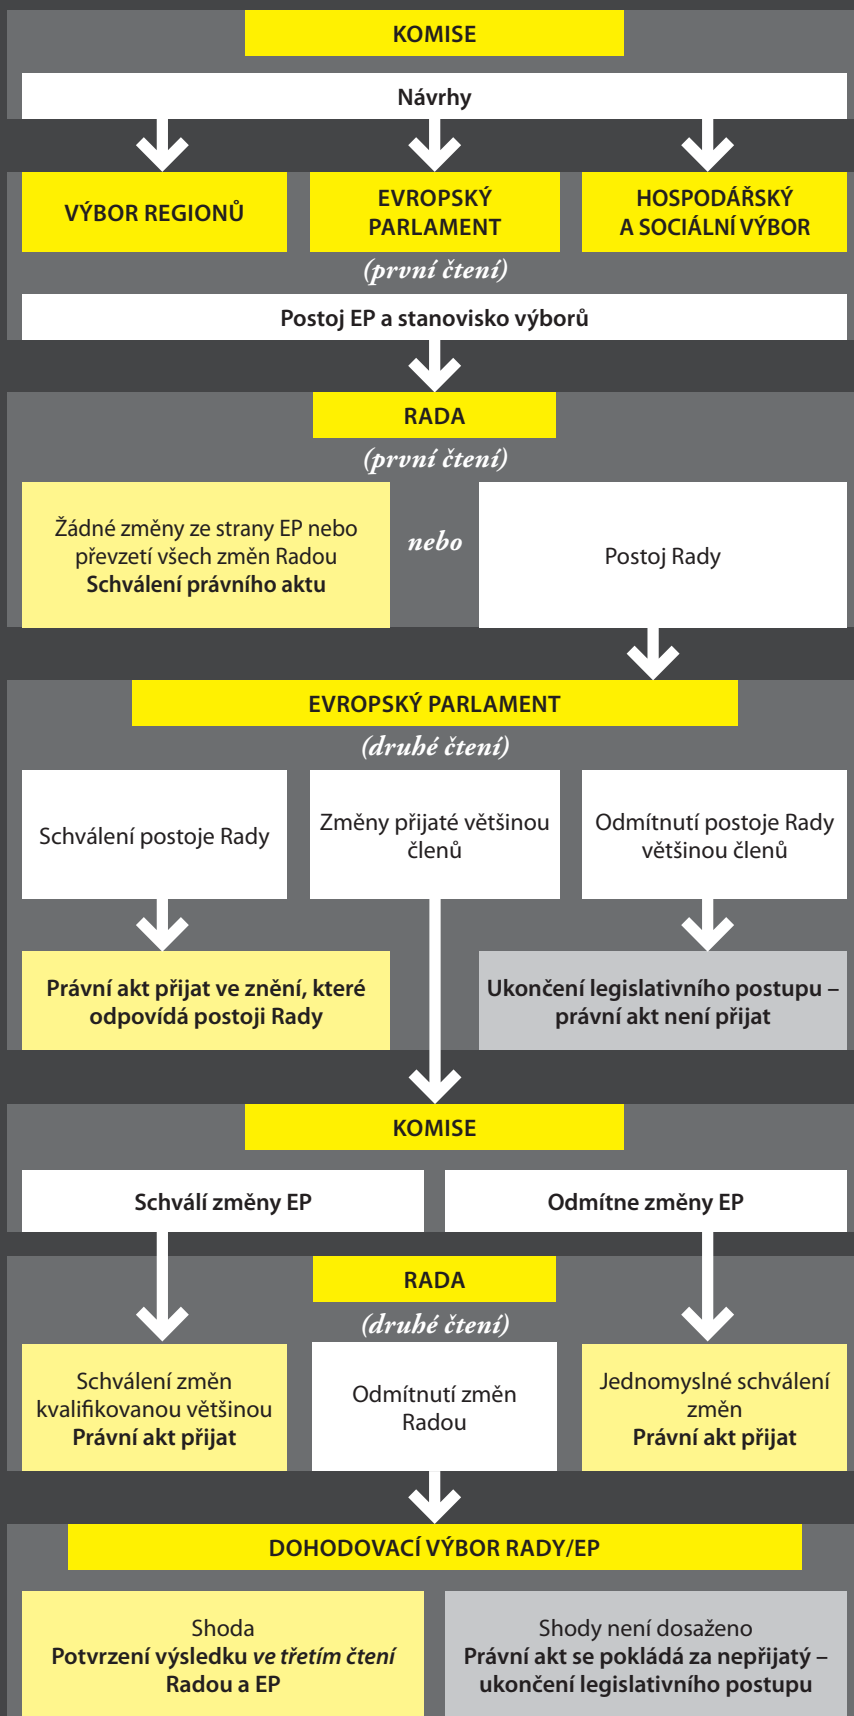 KOMISE
Návrhy
VÝBOR REGIONŮ
EVROPSKÝ
PARLAMENT
HOSPODÁŘSKÝ
A SOCIÁLNÍ VÝBOR
(první čtení)
Postoj EP a stanovisko výborů
RADA
(první čtení)
Žádné změny ze strany EP nebo
převzetí všech změn Radou
Schválení právního aktu
nebo
Postoj Rady
EVROPSKÝ PARLAMENT
(druhé čtení)
Schválení postoje Rady
Změny přijaté většinou
členů
Odmítnutí postoje Rady
většinou členů
Právní akt přijat ve znění, které
odpovídá postoji Rady
Ukončení legislativního postupu –
právní akt není přijat
KOMISE
Schválí změny EP
Odmítne změny EP
RADA
(druhé čtení)
Schválení změn
kvalifikovanou většinou
Právní akt přijat
Odmítnutí změn
Radou
Jednomyslné schválení
změn
Právní akt přijat
DOHODOVACÍ VÝBOR RADY/EP
Shoda
Potvrzení výsledku ve třetím čtení
Radou a EP
Shody není dosaženo
Právní akt se pokládá za nepřijatý –
ukončení legislativního postupu